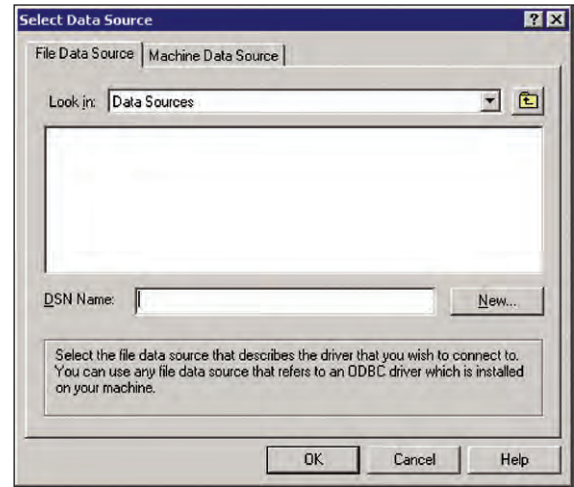 Select Data Source
File Data Source
Machine Data Source
Look in:
Data Sources
DSN Name:
New...
Select the file data source that describes the driver that you wish to connect to.
You can use any file data source that refers to an ODBC driver which is installed
on your machine.
OK
Cancel
Help